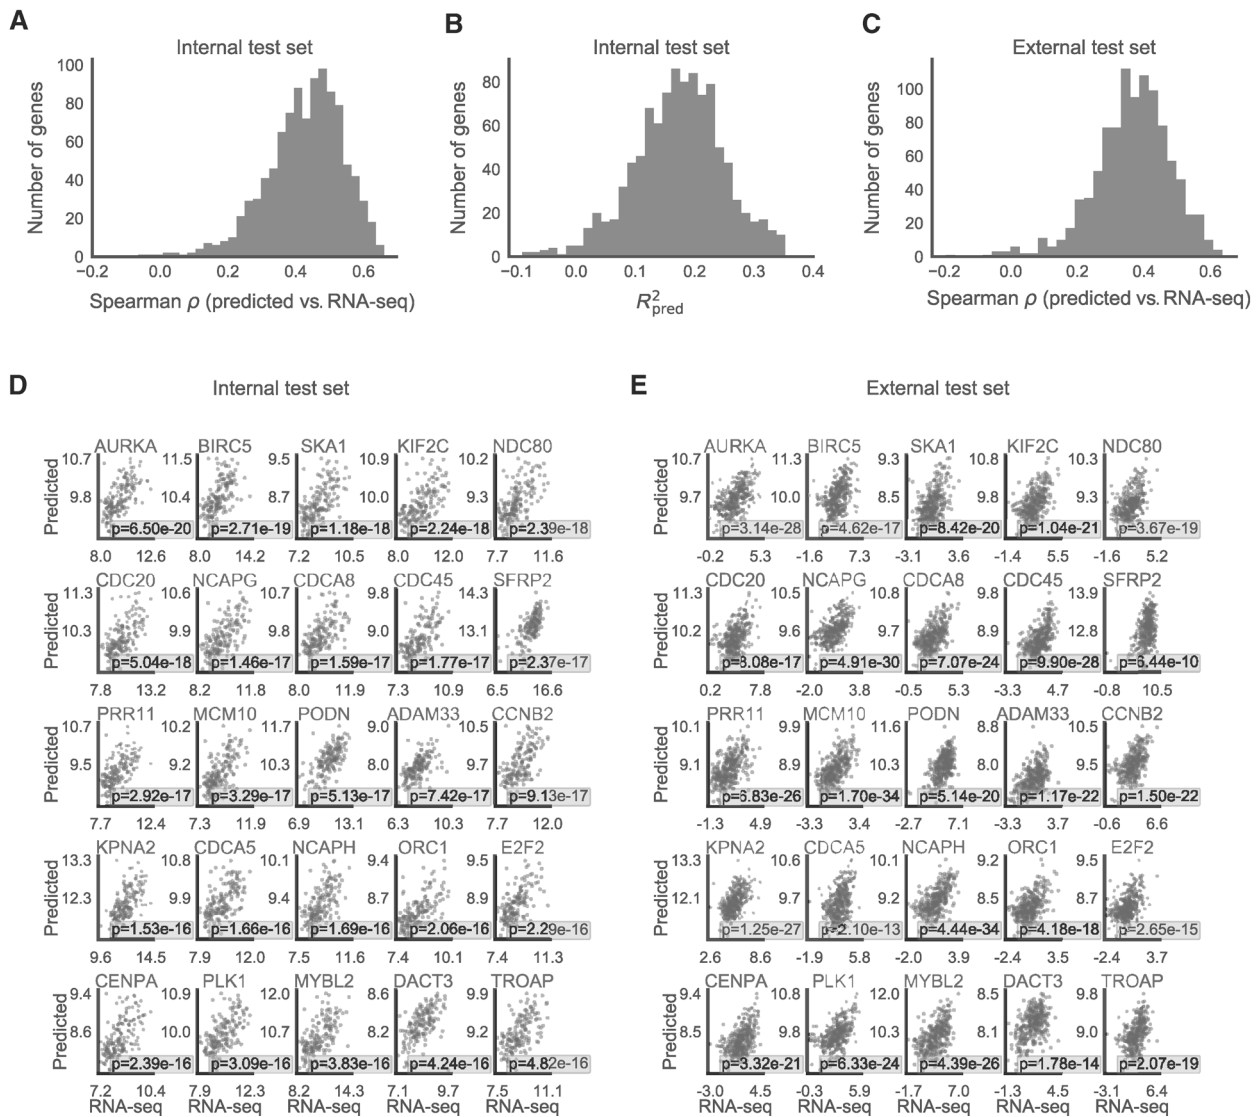 A
B
C
Internal test set
Internal test set
External test set
Number of genes
100
80
60
40
20
0
−0.2 0.0 0.2 0.4 0.6
Spearman ρ (predicted vs. RNA-seq)
Number of genes
80
60
40
20
0
−0.1 0.0 0.1 0.2 0.3 0.4
R²pred
Number of genes
100
80
60
40
20
0
−0.2 0.0 0.2 0.4 0.6
Spearman ρ (predicted vs. RNA-seq)
D
Internal test set
AURKA BIRC5 SKA1 KIF2C NDC80
Predicted
10.7 11.5 9.5 10.9 10.2
9.8 10.4 8.7 10.0 9.3
p=6.50e-20 p=2.71e-19 p=1.18e-18 p=2.24e-18 p=2.39e-18
8.0 12.6 8.0 14.2 7.2 10.5 8.0 12.0 7.7 11.6
CDC20 NCAPG CDCA8 CDC45 SFRP2
Predicted
11.3 10.6 10.7 9.8 14.3
10.3 9.9 9.8 9.0 13.1
p=5.04e-18 p=1.46e-17 p=1.59e-17 p=1.77e-17 p=2.37e-17
7.8 13.2 8.2 11.8 8.0 11.9 7.3 10.9 6.5 16.6
PRR11 MCM10 PODN ADAM33 CCNB2
Predicted
10.7 10.2 11.7 9.0 10.5
9.5 9.2 10.3 8.0 9.7
p=2.92e-17 p=3.29e-17 p=5.13e-17 p=7.42e-17 p=9.13e-17
7.7 12.4 7.3 11.9 6.9 13.1 6.3 10.3 7.7 12.0
KPNA2 CDCA5 NCAPH ORC1 E2F2
Predicted
13.3 10.8 10.1 9.4 9.5
12.3 9.9 9.4 8.7 8.9
p=1.53e-16 p=1.66e-16 p=1.69e-16 p=2.06e-16 p=2.29e-16
9.6 14.5 7.9 12.0 7.5 11.6 7.4 10.1 7.4 11.3
CENPA PLK1 MYBL2 DACT3 TROAP
Predicted
9.4 10.9 12.0 8.6 9.9
8.6 10.0 10.7 8.2 9.2
p=2.39e-16 p=3.09e-16 p=3.83e-16 p=4.24e-16 p=4.82e-16
7.2 10.4 7.9 12.3 8.2 14.3 7.1 9.7 7.5 11.1
RNA-seq RNA-seq RNA-seq RNA-seq RNA-seq
E
External test set
AURKA BIRC5 SKA1 KIF2C NDC80
Predicted
10.7 11.3 9.3 10.8 10.3
9.7 10.0 8.5 9.8 9.3
p=3.14e-28 p=4.62e-17 p=8.42e-20 p=1.04e-21 p=3.67e-19
-0.2 5.3 -1.6 7.3 -3.1 3.6 -1.4 5.5 -1.6 5.2
CDC20 NCAPG CDCA8 CDC45 SFRP2
Predicted
11.3 10.5 10.8 9.8 13.9
10.2 9.6 9.7 8.9 12.8
p=8.08e-17 p=4.91e-30 p=7.07e-24 p=9.90e-28 p=6.44e-10
0.2 7.8 -2.0 3.8 -0.5 5.3 -3.3 4.7 -0.8 10.5
PRR11 MCM10 PODN ADAM33 CCNB2
Predicted
10.1 9.9 11.6 8.8 10.5
9.1 8.9 10.3 8.0 9.5
p=6.83e-26 p=1.70e-34 p=5.14e-20 p=1.17e-22 p=1.50e-22
-1.3 4.9 -3.3 3.4 -2.7 7.1 -3.3 3.7 -0.6 6.6
KPNA2 CDCA5 NCAPH ORC1 E2F2
Predicted
13.3 10.6 10.1 9.2 9.5
12.1 9.7 9.2 8.5 8.7
p=1.25e-27 p=2.10e-13 p=4.44e-34 p=4.18e-18 p=2.65e-15
2.6 8.6 -1.9 5.8 -2.4 3.9 -2.4 3.5 -2.4 3.7
CENPA PLK1 MYBL2 DACT3 TROAP
Predicted
9.4 10.8 12.0 8.5 9.8
8.5 9.8 10.3 8.1 9.0
p=3.32e-21 p=6.33e-24 p=4.39e-26 p=1.78e-14 p=2.07e-19
-3.0 4.5 -0.3 5.9 -1.7 7.0 -1.3 4.5 -3.1 6.4
RNA-seq RNA-seq RNA-seq RNA-seq RNA-seq